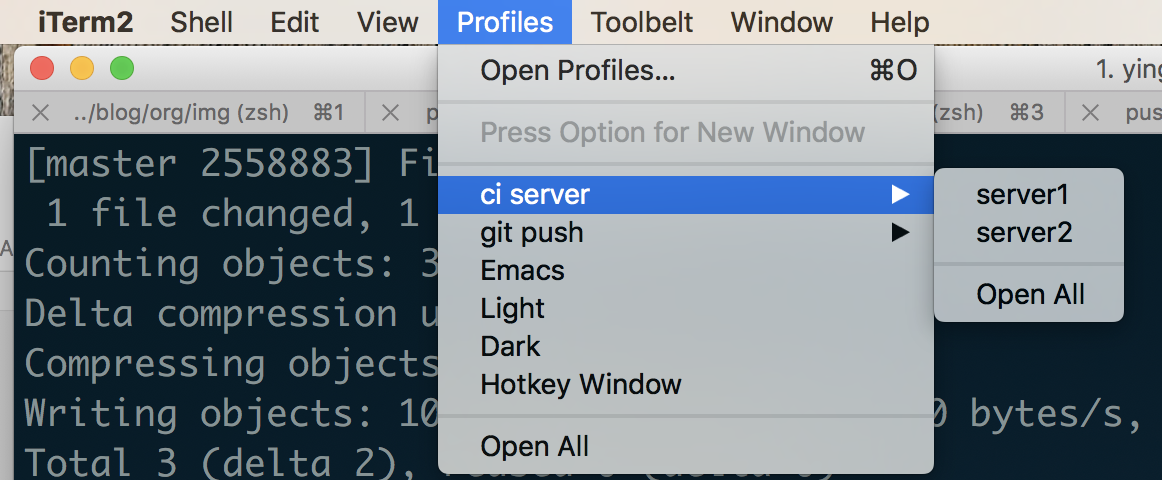 iTerm2 Shell Edit View Profiles Toolbelt Window Help
Open Profiles... ⌘O
1. ying
../blog/org/img (zsh) ⌘1
(zsh) ⌘3
Press Option for New Window
[master 2558883] Fi
ci server
server1
1 file changed, 1
git push
server2
Counting objects: 3
Emacs
Open All
Delta compression u
Light
Compressing objects
Dark
Writing objects: 10
Hotkey Window
0 bytes/s,
Total 3 (delta 2),
Open All